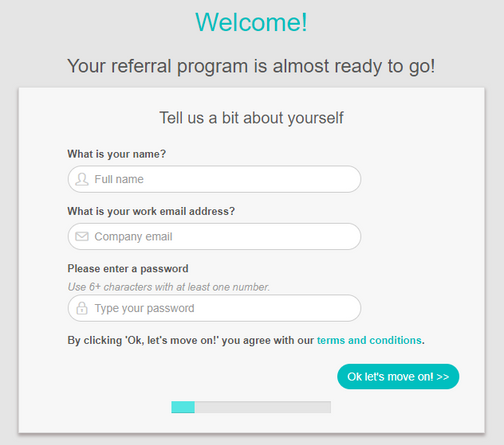 Welcome!
Your referral program is almost ready to go!
Tell us a bit about yourself
What is your name?
Full name
What is your work email address?
Company email
Please enter a password
Use 6+ characters with at least one number.
Type your password
By clicking 'Ok, let's move on!' you agree with our terms and conditions.
Ok let's move on! >>